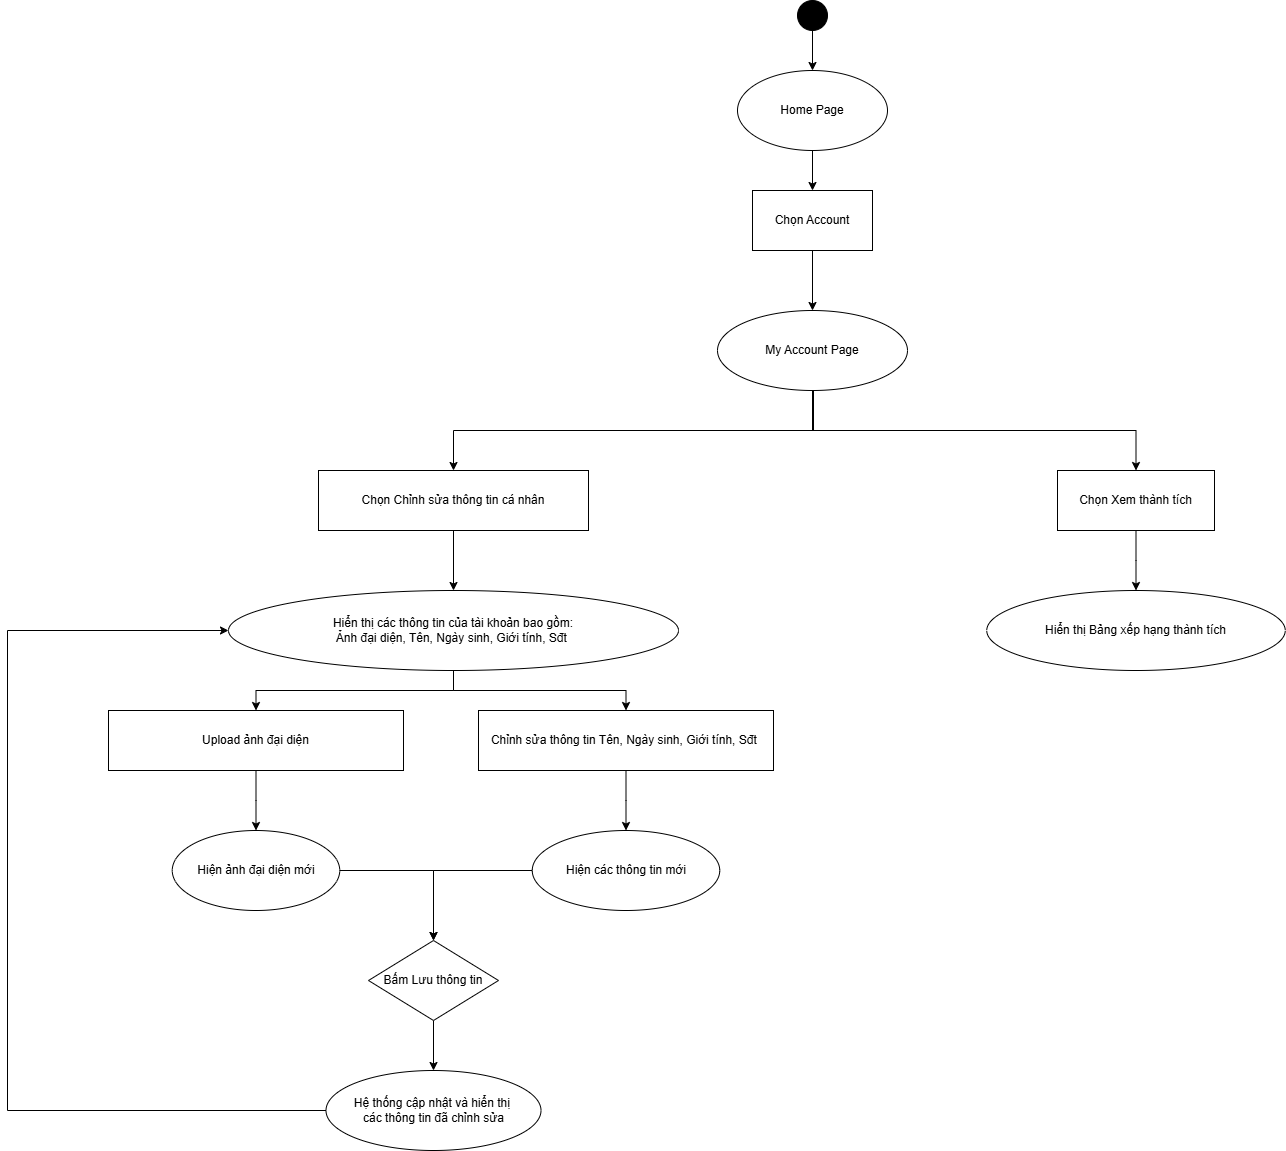 Home Page
Chọn Account
My Account Page
Chọn Chỉnh sửa thông tin cá nhân
Chọn Xem thành tích
Hiển thị các thông tin của tài khoản bao gồm:
Ảnh đại diện, Tên, Ngày sinh, Giới tính, Sđt
Hiển thị Bảng xếp hạng thành tích
Upload ảnh đại diện
Chỉnh sửa thông tin Tên, Ngày sinh, Giới tính, Sđt
Hiện ảnh đại diện mới
Hiện các thông tin mới
Bấm Lưu thông tin
Hệ thống cập nhật và hiển thị
các thông tin đã chỉnh sửa